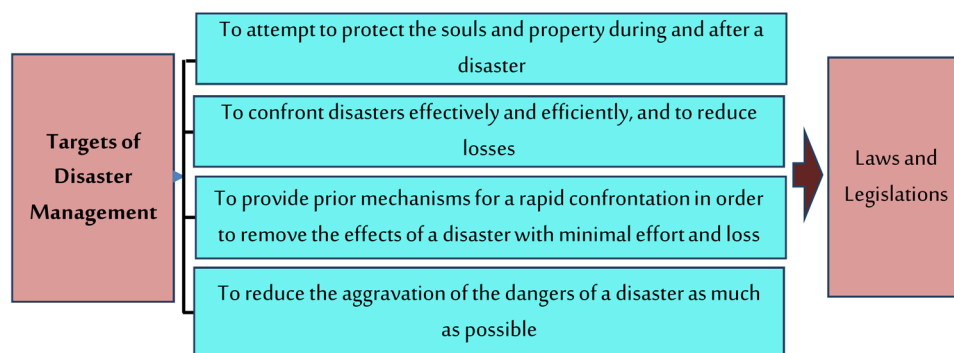 Targets of
Disaster
Management
To attempt to protect the souls and property during and after a
disaster
To confront disasters effectively and efficiently, and to reduce
losses
To provide prior mechanisms for a rapid confrontation in order
to remove the effects of a disaster with minimal effort and loss
To reduce the aggravation of the dangers of a disaster as much
as possible
Laws and
Legislations